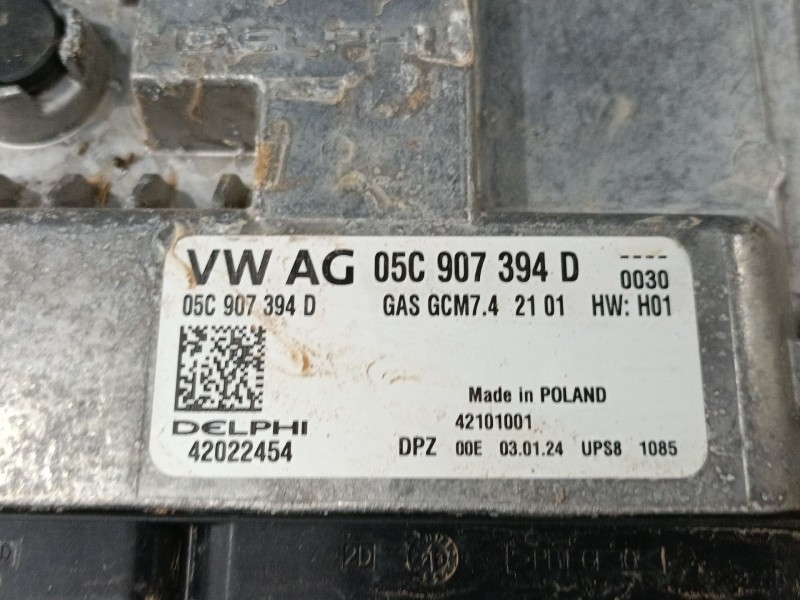 DELPHI
VW AG 05C 907 394 D ----
0030
05C 907 394 D GAS GCM7.4 21 01 HW: H01
Made in POLAND
DELPHI 42101001
42022454 DPZ 00E 03.01.24 UPS8 1085
2D